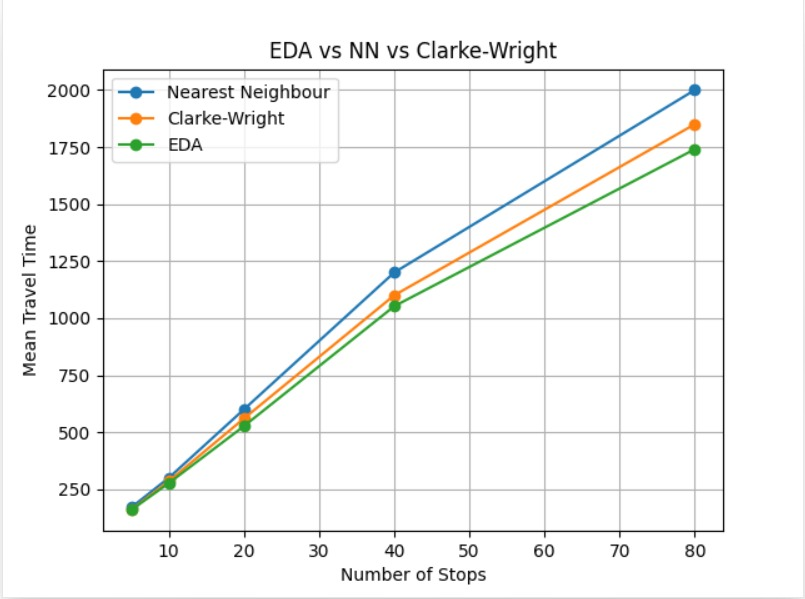 EDA vs NN vs Clarke-Wright
Nearest Neighbour
Clarke-Wright
EDA
Mean Travel Time
2000
1750
1500
1250
1000
750
500
250
10 20 30 40 50 60 70 80
Number of Stops